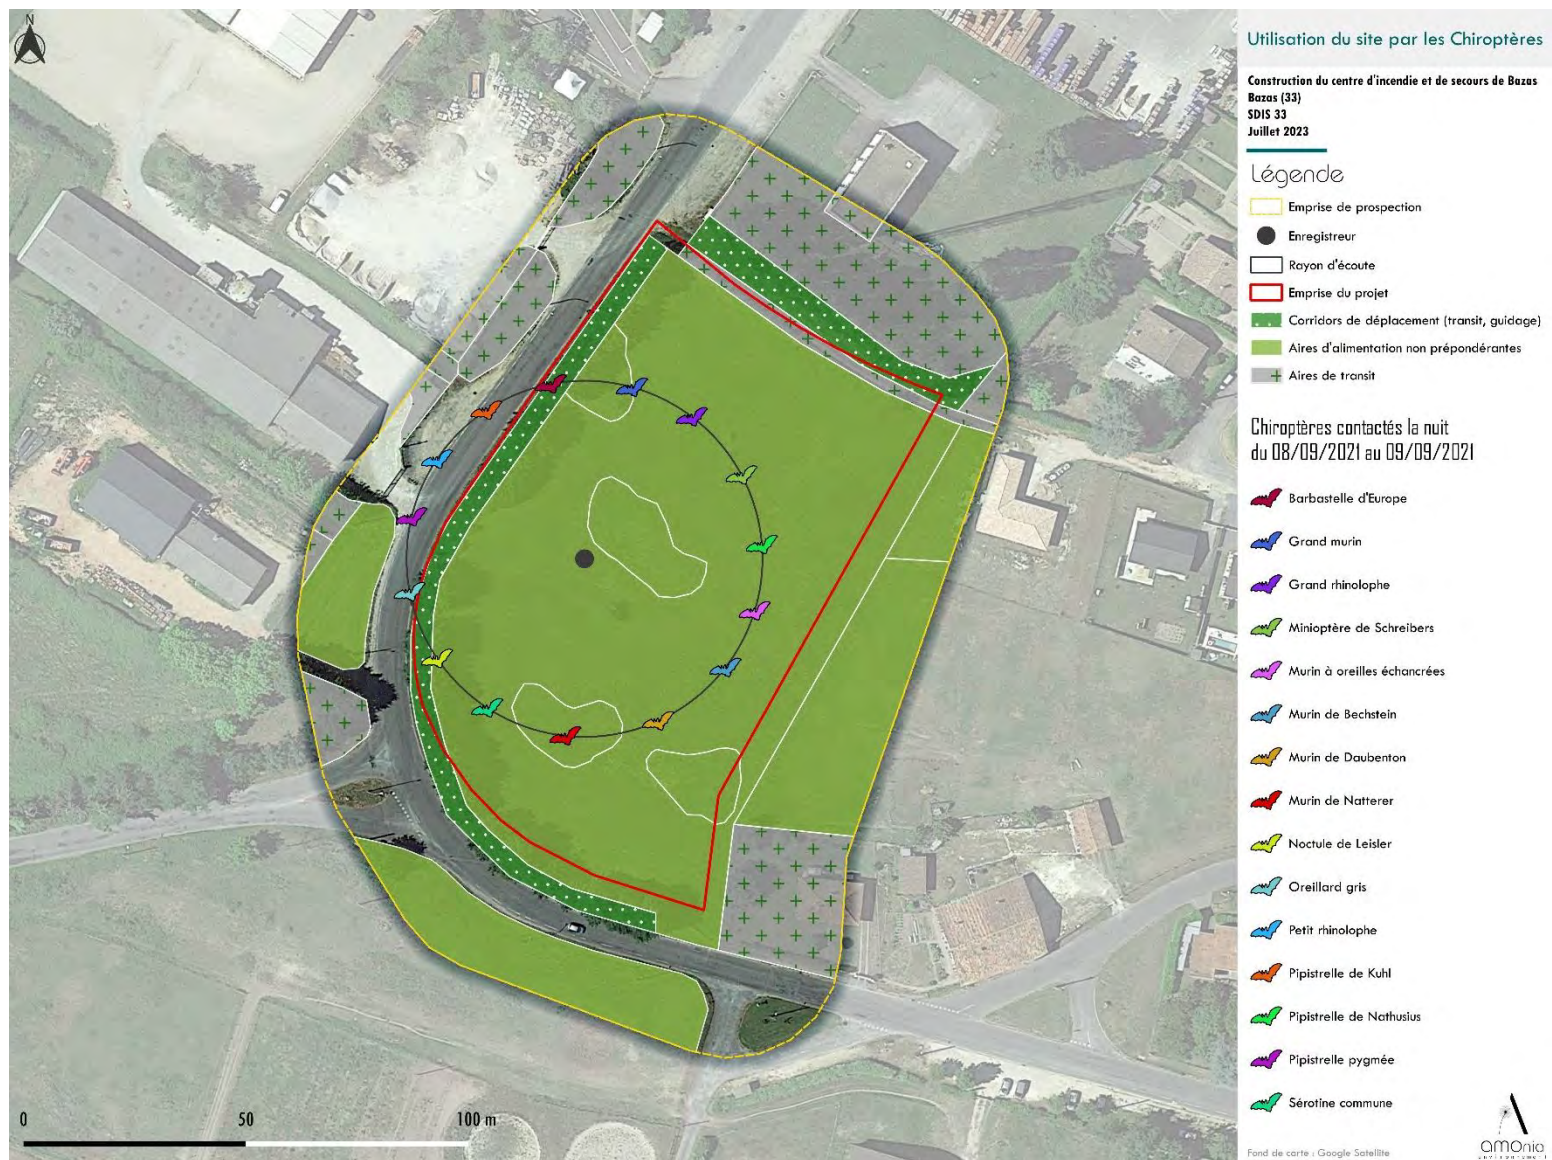 N
Utilisation du site par les Chiroptères
Construction du centre d'incendie et de secours de Bazas
Bazas (33)
SDIS 33
Juillet 2023
Légende
Emprise de prospection
Enregistreur
Rayon d'écoute
Emprise du projet
Corridors de déplacement (transit, guidage)
Aires d'alimentation non prépondérantes
Aires de transit
Chiroptères contactés la nuit
du 08/09/2021 au 09/09/2021
Barbastelle d'Europe
Grand murin
Grand rhinolophe
Minioptère de Schreibers
Murin à oreilles échancrées
Murin de Bechstein
Murin de Daubenton
Murin de Natterer
Noctule de Leisler
Oreillard gris
Petit rhinolophe
Pipistrelle de Kuhl
Pipistrelle de Nathusius
Pipistrelle pygmée
Sérotine commune
0 50 100 m
Fond de carte : Google Satellite
amonia
environnement